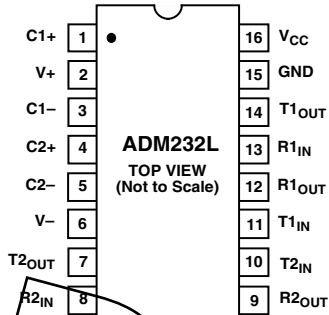 C1+ 1 16 VCC
V+ 2 15 GND
C1– 3 14 T1OUT
C2+ 4 13 R1IN
C2– 5 12 R1OUT
V– 6 11 T1IN
T2OUT 7 10 T2IN
R2IN 8 9 R2OUT
ADM232L
TOP VIEW
(Not to Scale)